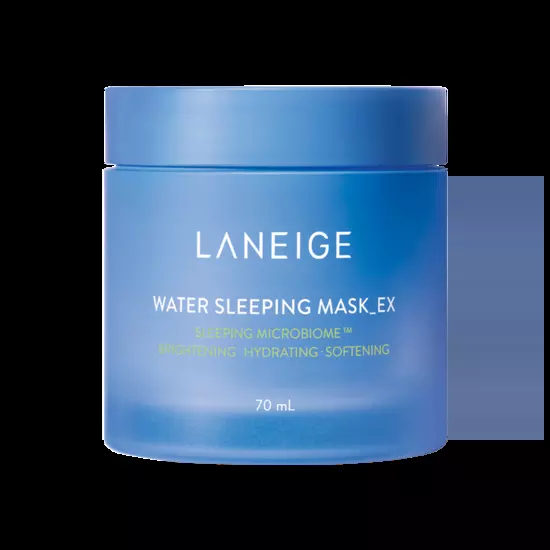 LANEIGE
WATER SLEEPING MASK_EX
SLEEPING MICROBIOME™
BRIGHTENING · HYDRATING · SOFTENING
70 mL